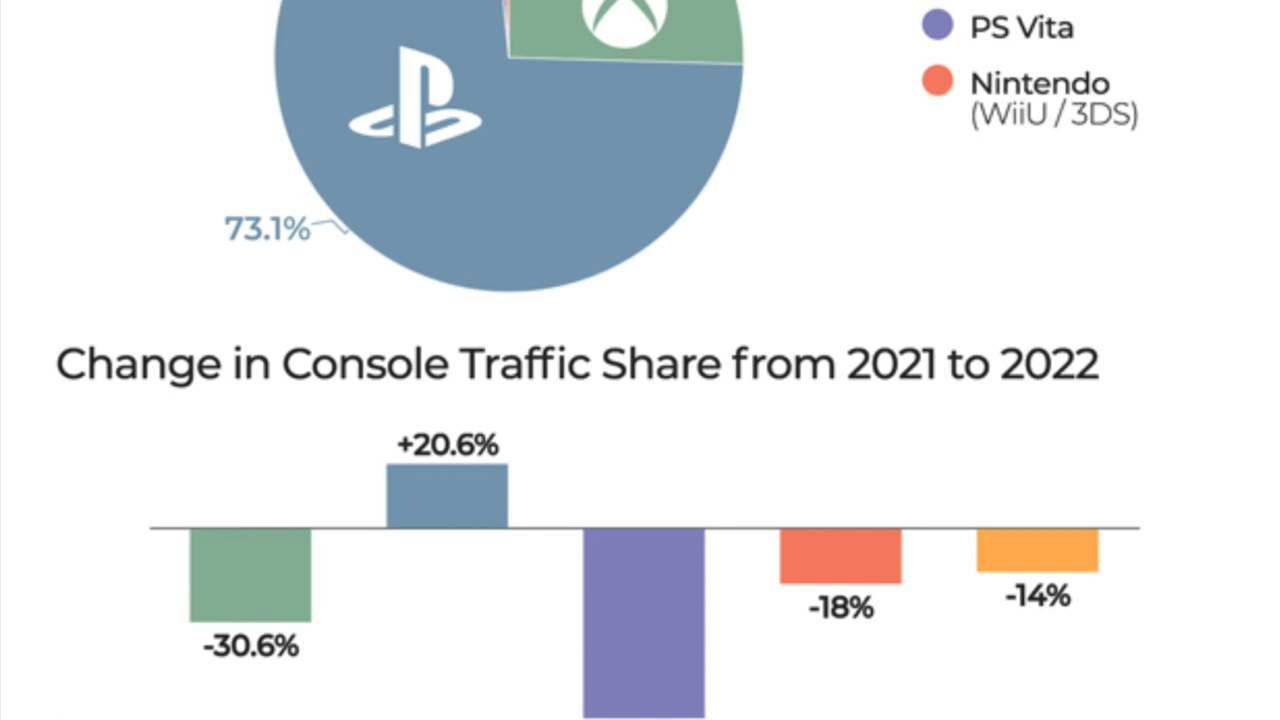 PS Vita
Nintendo
(WiiU / 3DS)
73.1%
Change in Console Traffic Share from 2021 to 2022
+20.6%
-30.6%
-18%
-14%